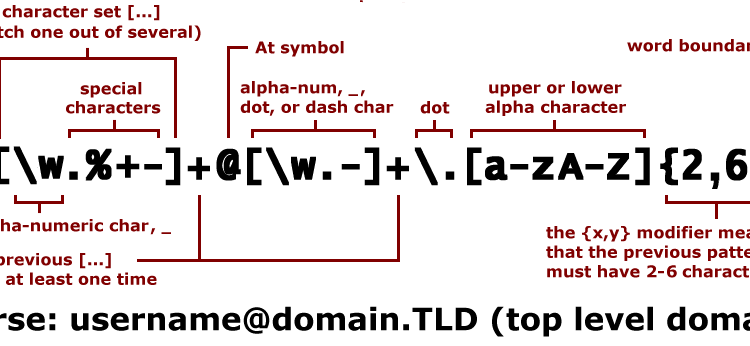 character set [...]
tch one out of several)
At symbol
word boundar
special
characters
alpha-num, _,
dot, or dash char
dot
upper or lower
alpha character
[\w.%+-]+@[\w.-]+\.[a-zA-Z]{2,6
ha-numeric char, _
previous [...]
at least one time
the {x,y} modifier mea
that the previous patte
must have 2-6 charact
rse: username@domain.TLD (top level doma